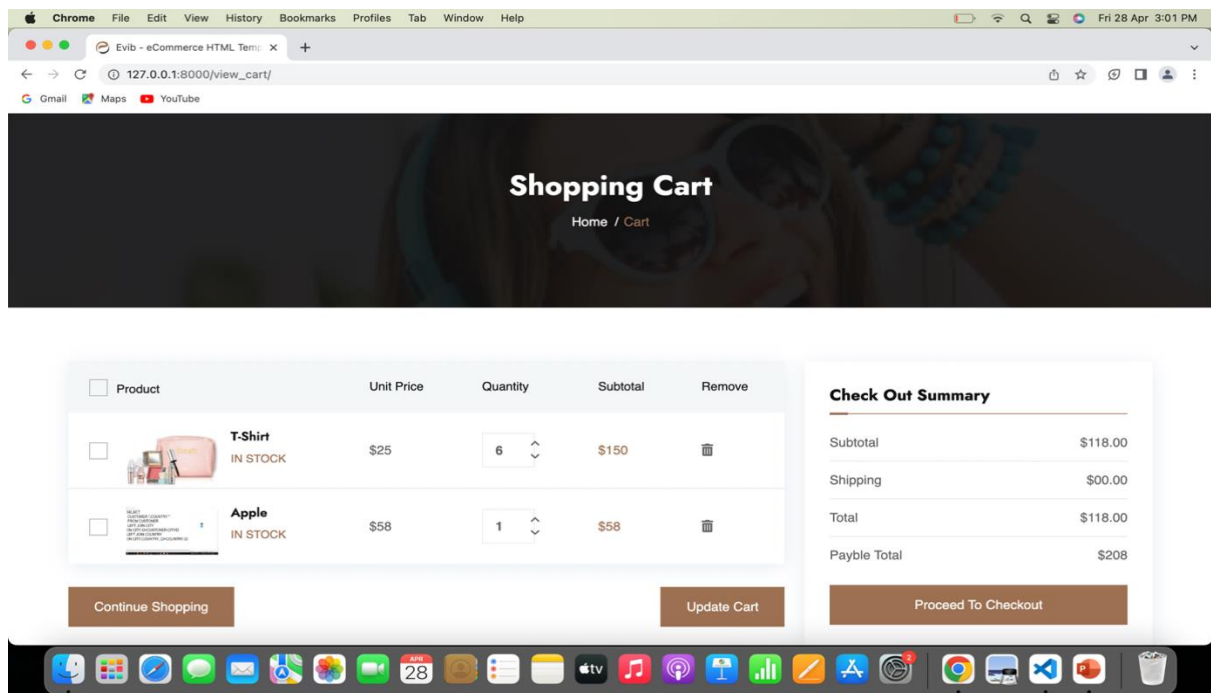 Chrome File Edit View History Bookmarks Profiles Tab Window Help Fri 28 Apr 3:01 PM
Evib - eCommerce HTML Temp
127.0.0.1:8000/view_cart/
Gmail Maps YouTube
Shopping Cart
Home / Cart
Product Unit Price Quantity Subtotal Remove
T-Shirt
IN STOCK
$25 6 $150
Apple
IN STOCK
$58 1 $58
Continue Shopping Update Cart
Check Out Summary
Subtotal $118.00
Shipping $00.00
Total $118.00
Payble Total $208
Proceed To Checkout
APR
28
tv
2